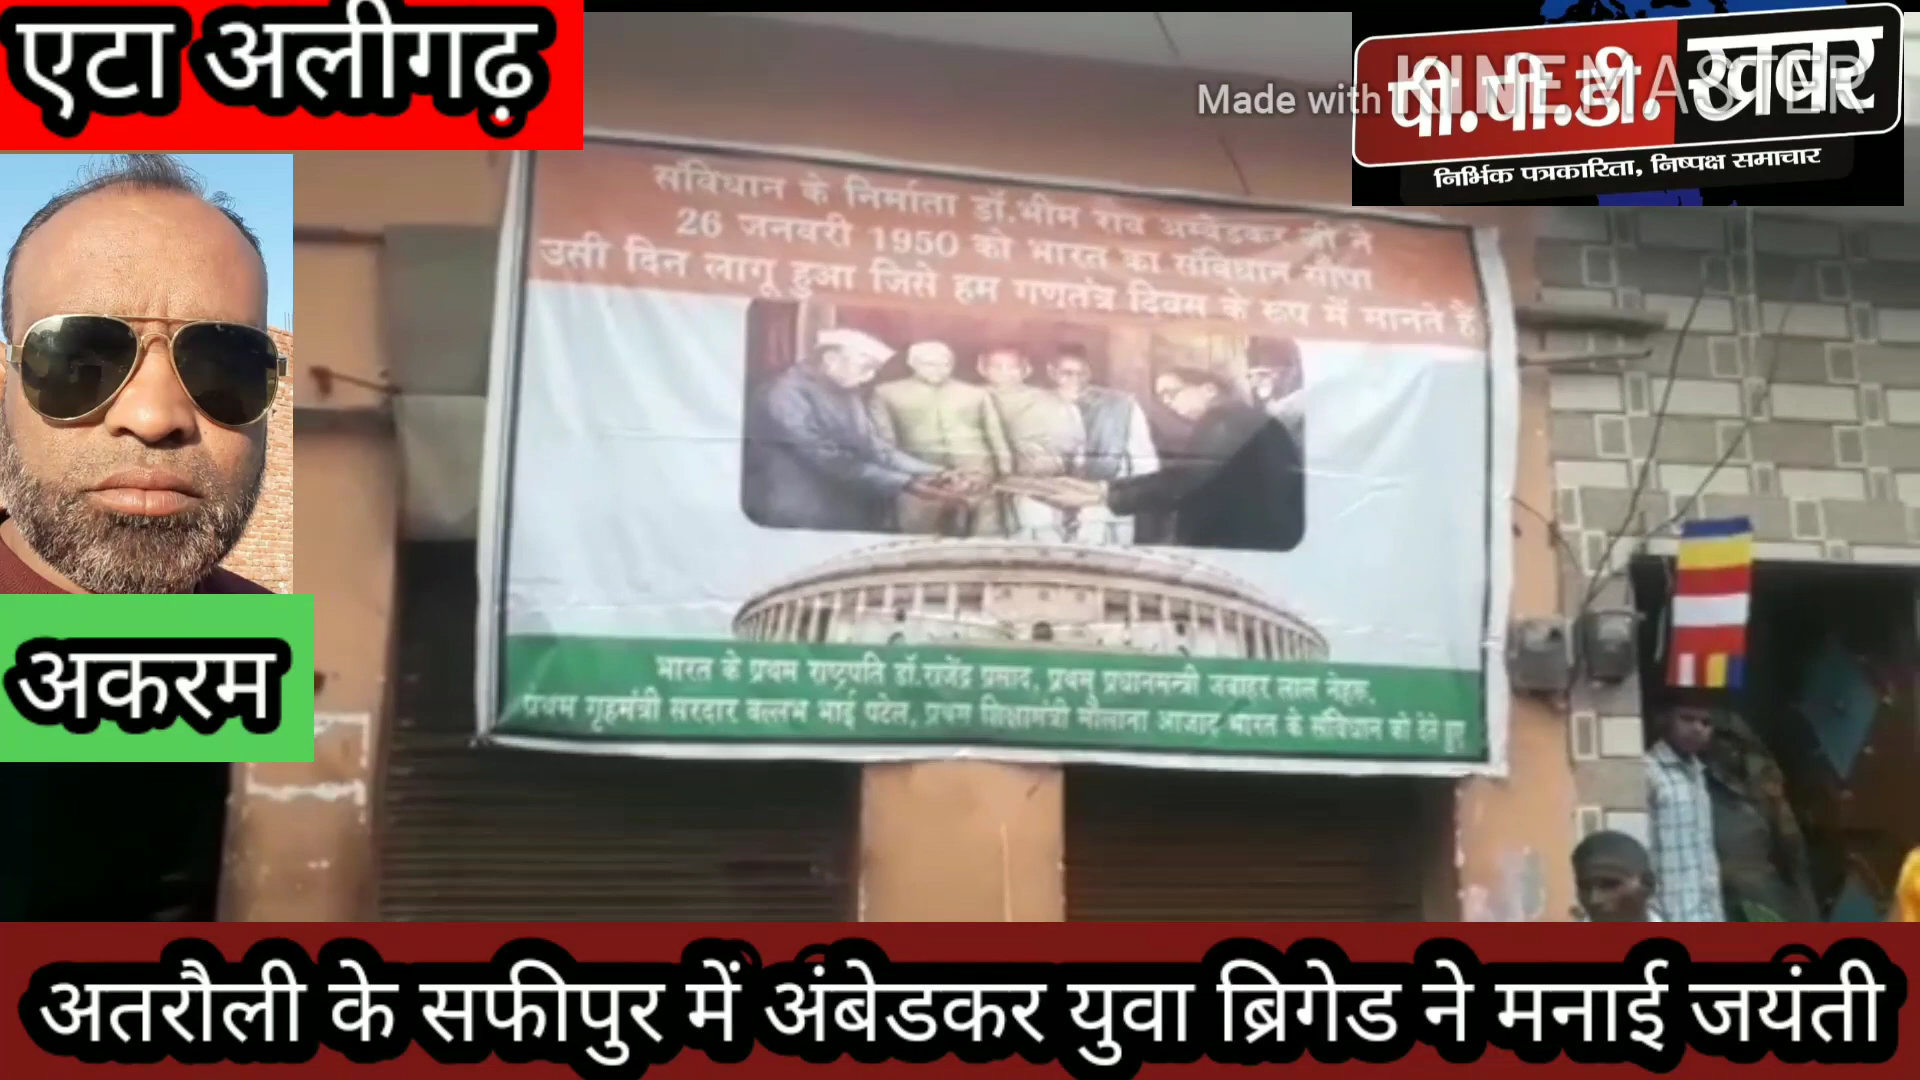 एटा अलीगढ़
Made with KINEMASTER
पी.पी.डी. खबर
निर्भिक पत्रकारिता, निष्पक्ष समाचार
संविधान के निर्माता डॉ.भीम राव अम्बेडकर जी ने
26 जनवरी 1950 को भारत का संविधान सौपा
उसी दिन लागू हुआ जिसे हम गणतंत्र दिवस के रूप में मानते है
भारत के प्रथम राष्ट्रपति डॉ.राजेंद्र प्रसाद, प्रथम प्रधानमन्त्री जवाहर लाल नेहरू,
प्रथम गृहमंत्री सरदार वल्लभ भाई पटेल, प्रथम शिक्षामंत्री मौलाना आजाद भारत के संविधान को देते हुए
अकरम
अतरौली के सफीपुर में अंबेडकर युवा ब्रिगेड ने मनाई जयंती